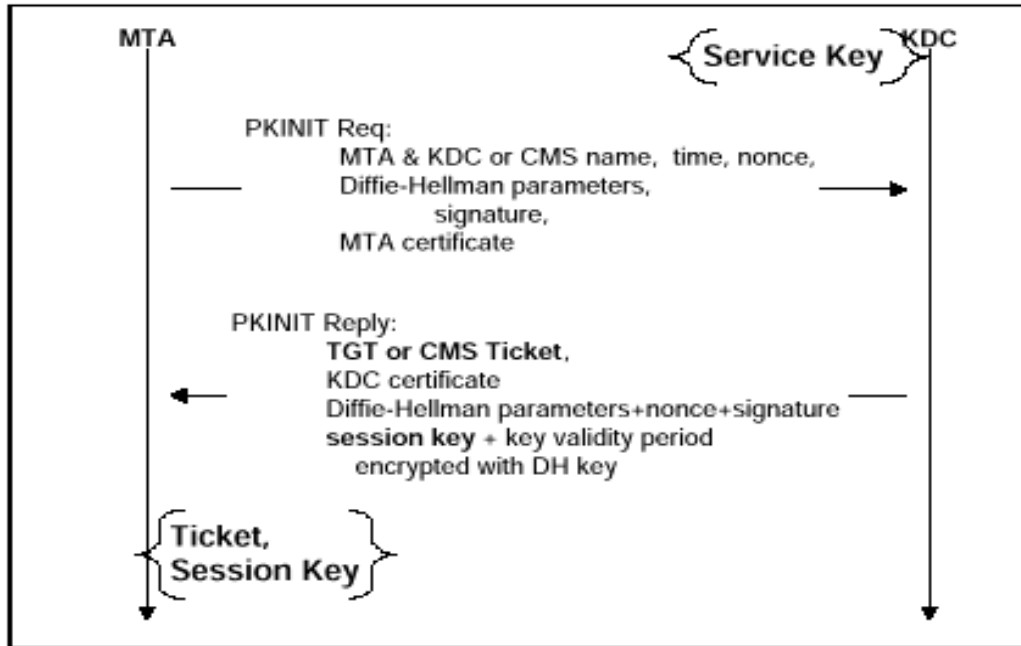 MTA
KDC
Service Key
PKINIT Req:
MTA & KDC or CMS name, time, nonce,
Diffie-Hellman parameters,
signature,
MTA certificate
PKINIT Reply:
TGT or CMS Ticket,
KDC certificate
Diffie-Hellman parameters+nonce+signature
session key + key validity period
encrypted with DH key
Ticket,
Session Key